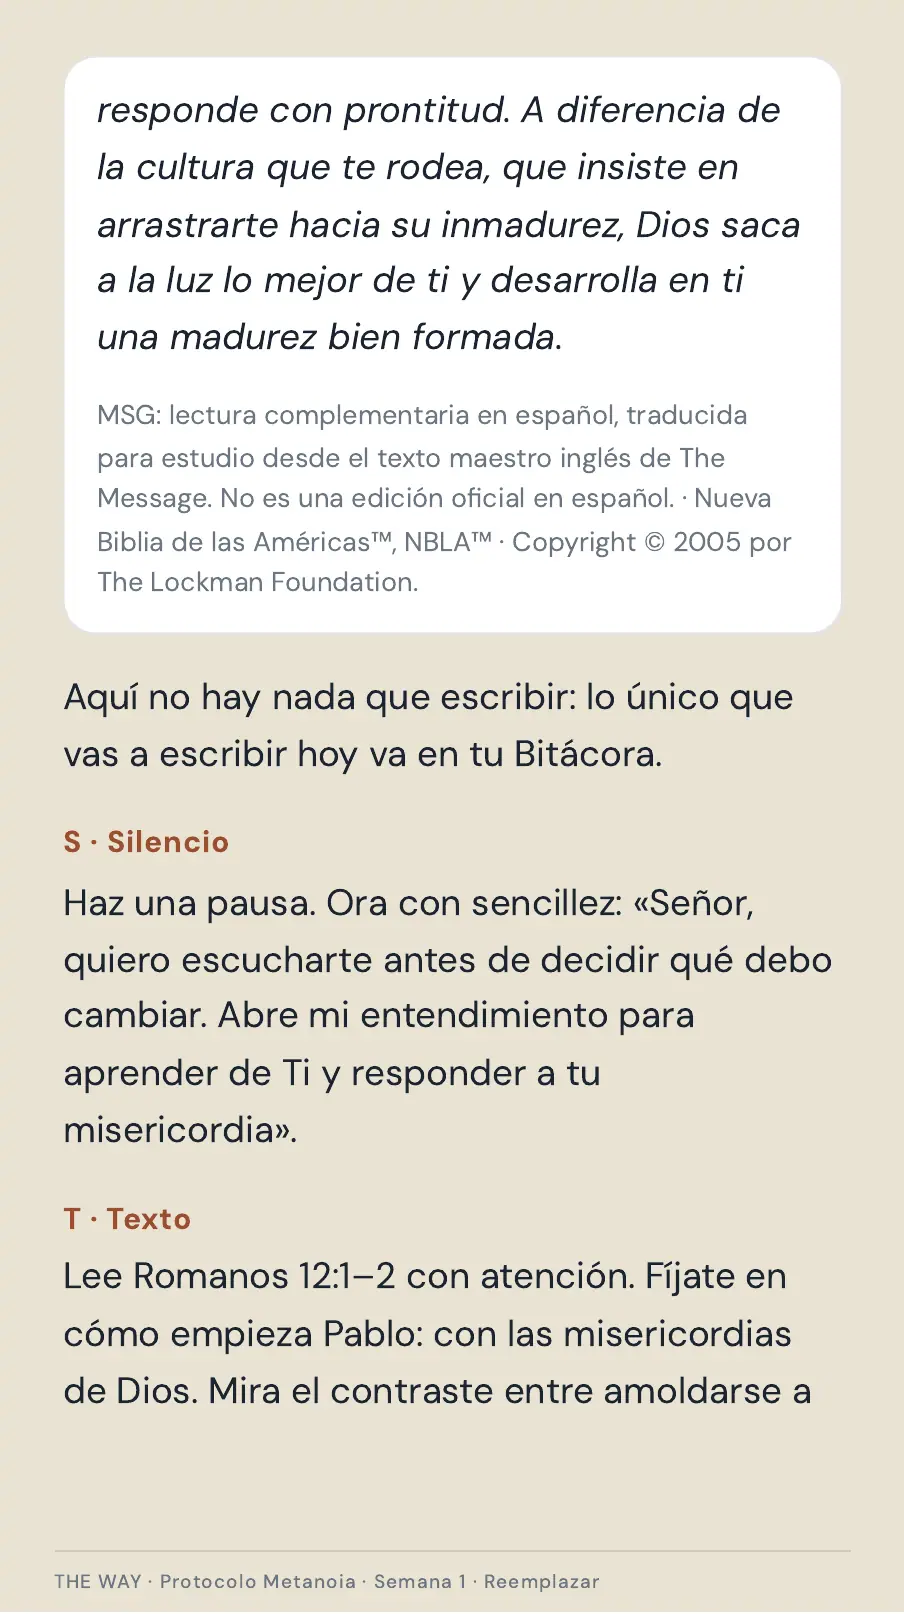 responde con prontitud. A diferencia de
la cultura que te rodea, que insiste en
arrastrarte hacia su inmadurez, Dios saca
a la luz lo mejor de ti y desarrolla en ti
una madurez bien formada.
MSG: lectura complementaria en español, traducida
para estudio desde el texto maestro inglés de The
Message. No es una edición oficial en español. · Nueva
Biblia de las Américas™, NBLA™ · Copyright © 2005 por
The Lockman Foundation.
Aquí no hay nada que escribir: lo único que
vas a escribir hoy va en tu Bitácora.
S · Silencio
Haz una pausa. Ora con sencillez: «Señor,
quiero escucharte antes de decidir qué debo
cambiar. Abre mi entendimiento para
aprender de Ti y responder a tu
misericordia».
T · Texto
Lee Romanos 12:1–2 con atención. Fíjate en
cómo empieza Pablo: con las misericordias
de Dios. Mira el contraste entre amoldarse a
THE WAY · Protocolo Metanoia · Semana 1 · Reemplazar